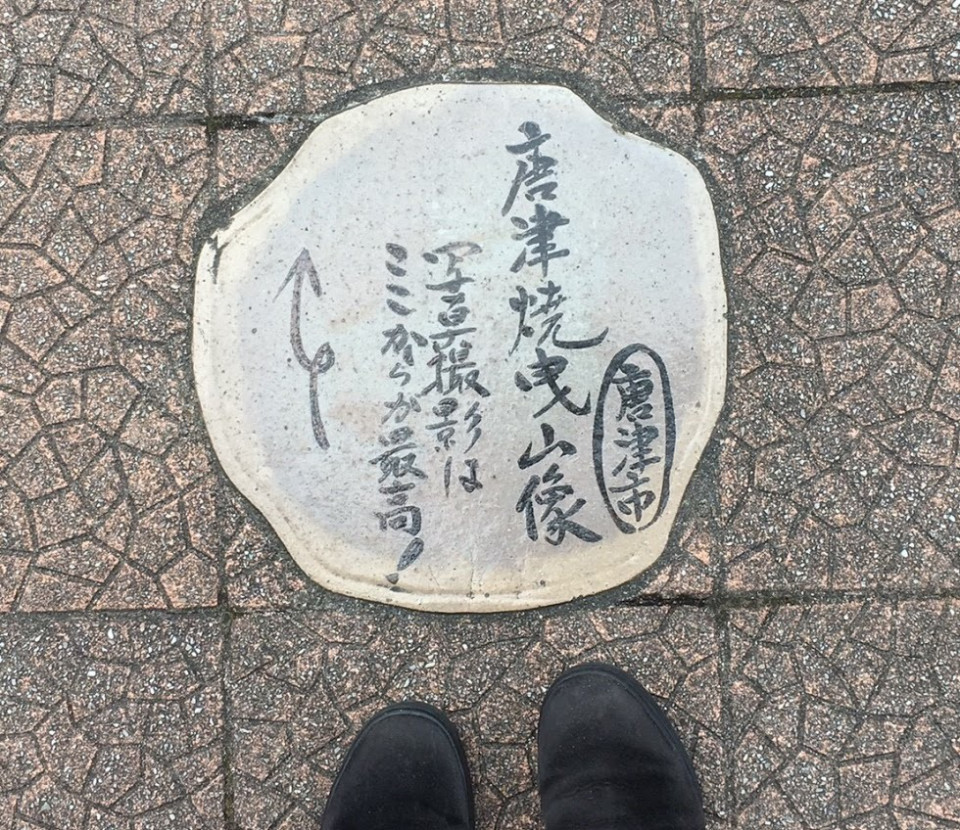 唐津市
唐津焼曳山像
写真撮影は
ここからが最高!